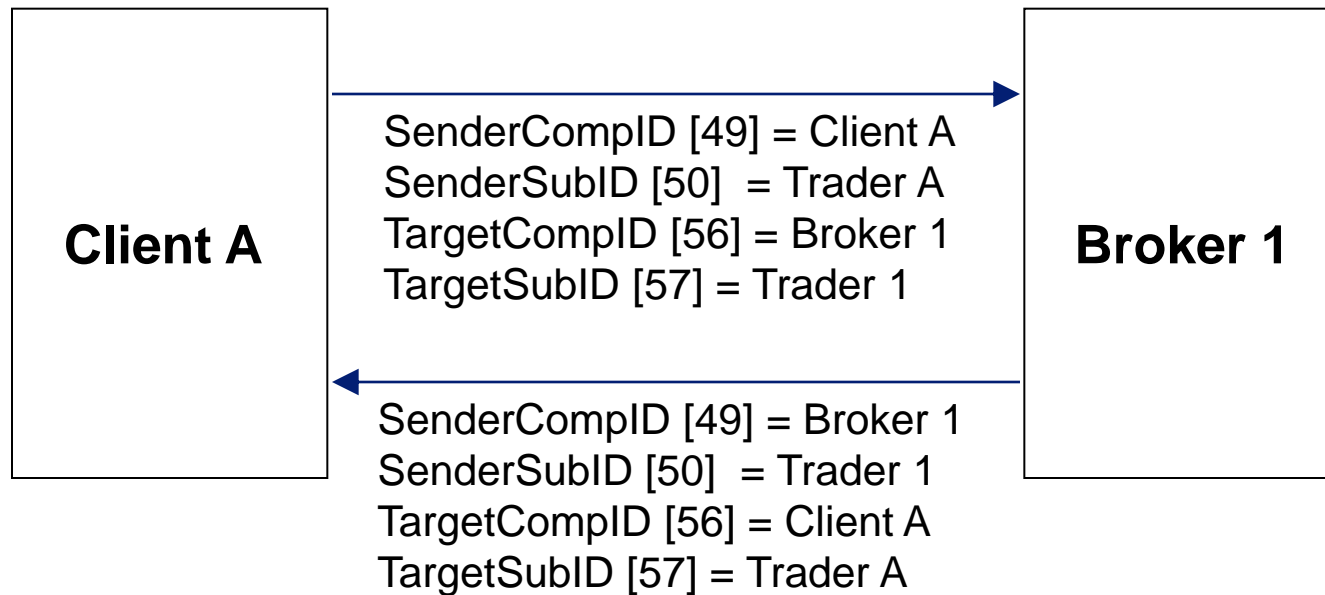 Client A
SenderCompID [49] = Client A
SenderSubID [50]  = Trader A
TargetCompID [56] = Broker 1
TargetSubID [57] = Trader 1
Broker 1
SenderCompID [49] = Broker 1
SenderSubID [50]  = Trader 1
TargetCompID [56] = Client A
TargetSubID [57] = Trader A